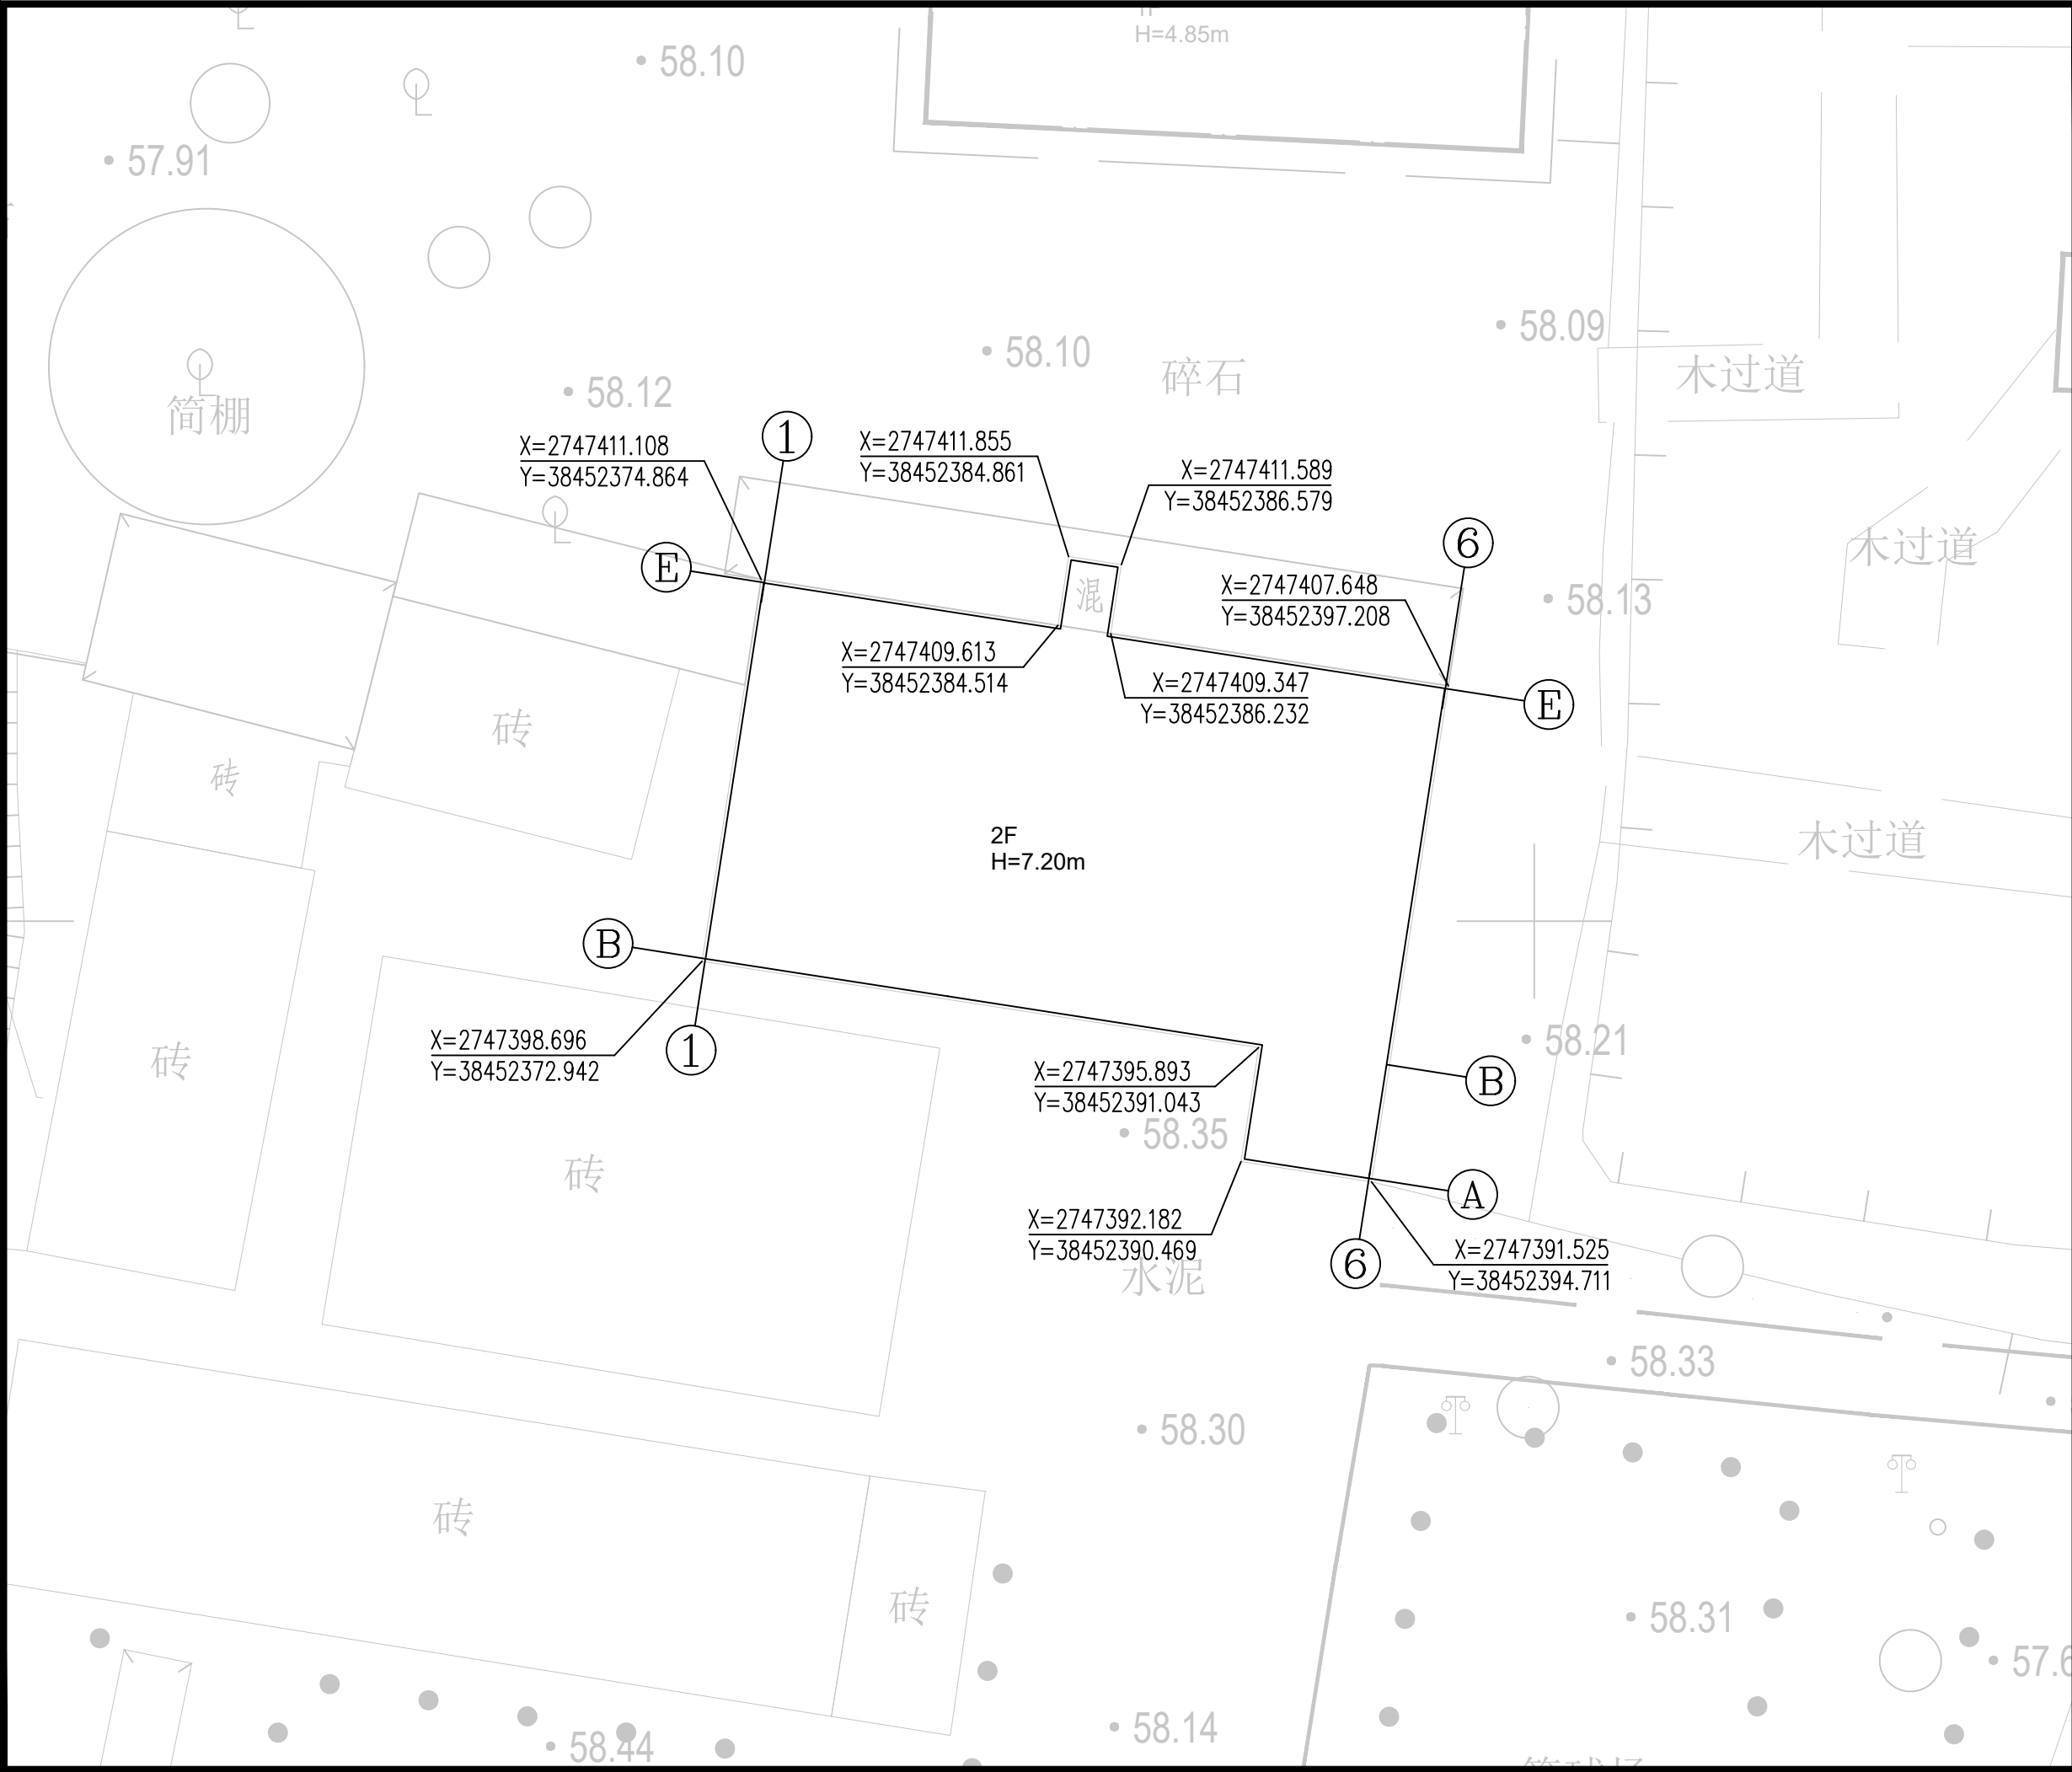 H=4.85m
58.10
57.91
58.09
58.10
碎石
木过道
58.12
简棚
1
X=2747411.108
Y=38452374.864
X=2747411.855
Y=38452384.861
X=2747411.589
Y=38452386.579
6
木过道
E
混
X=2747407.648
Y=38452397.208
58.13
X=2747409.613
Y=38452384.514
X=2747409.347
Y=38452386.232
E
砖
砖
2F
H=7.20m
木过道
B
X=2747398.696
Y=38452372.942
1
砖
58.21
X=2747395.893
Y=38452391.043
B
58.35
砖
A
X=2747392.182
Y=38452390.469
水泥
6
X=2747391.525
Y=38452394.711
58.33
58.30
砖
砖
58.31
57.6
58.14
58.44